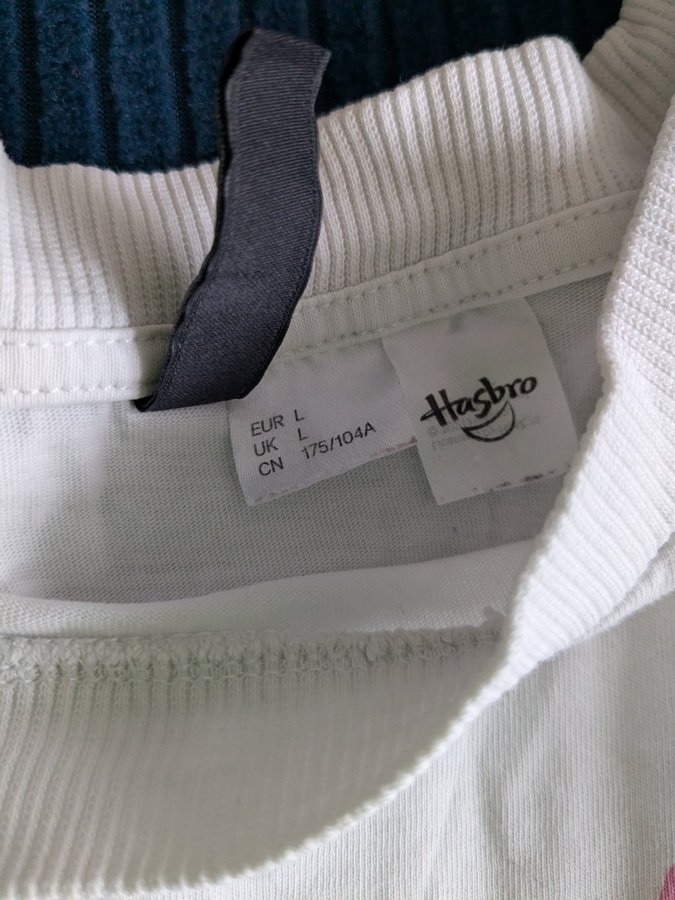 EUR L
UK L
CN 175/104A
Hasbro